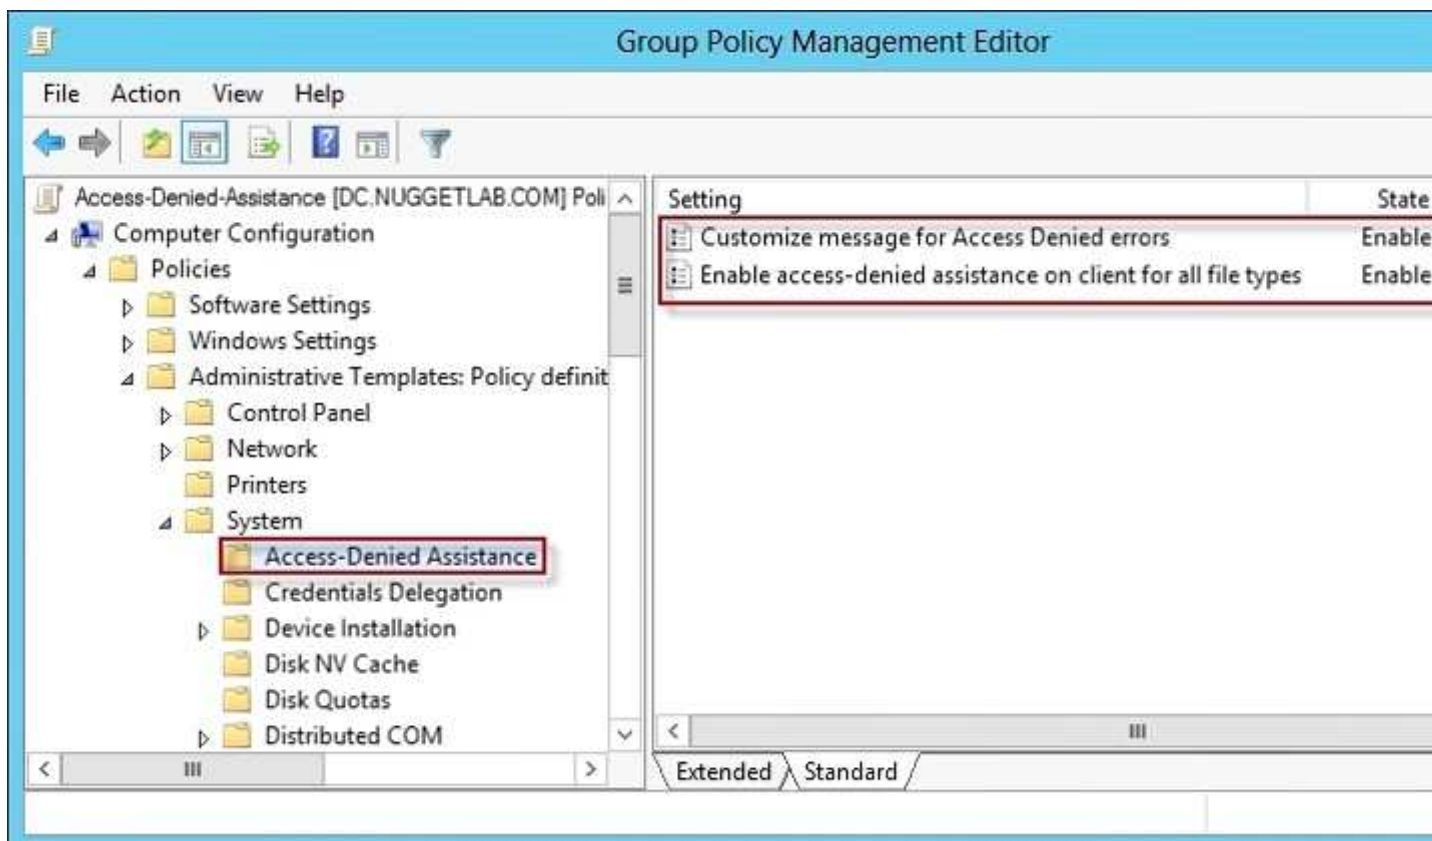 Group Policy Management Editor
File Action View Help
Access-Denied-Assistance [DC.NUGGETLAB.COM] Poli
Computer Configuration
Policies
Software Settings
Windows Settings
Administrative Templates: Policy definit
Control Panel
Network
Printers
System
Access-Denied Assistance
Credentials Delegation
Device Installation
Disk NV Cache
Disk Quotas
Distributed COM
Setting State
Customize message for Access Denied errors Enable
Enable access-denied assistance on client for all file types Enable
Extended Standard